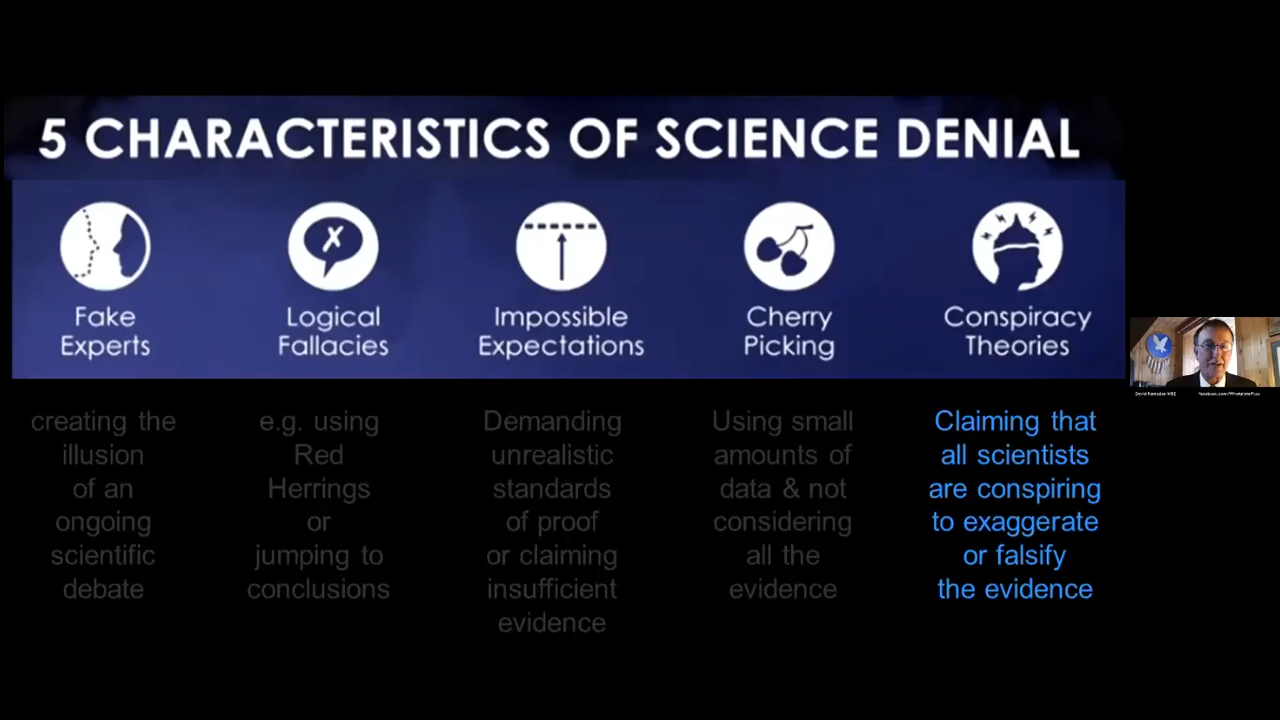 5 CHARACTERISTICS OF SCIENCE DENIAL
Fake
Experts
Logical
Fallacies
Impossible
Expectations
Cherry
Picking
Conspiracy
Theories
creating the
illusion
of an
ongoing
scientific
debate
e.g. using
Red
Herrings
or
jumping to
conclusions
Demanding
unrealistic
standards
of proof
or claiming
insufficient
evidence
Using small
amounts of
data & not
considering
all the
evidence
Claiming that
all scientists
are conspiring
to exaggerate
or falsify
the evidence